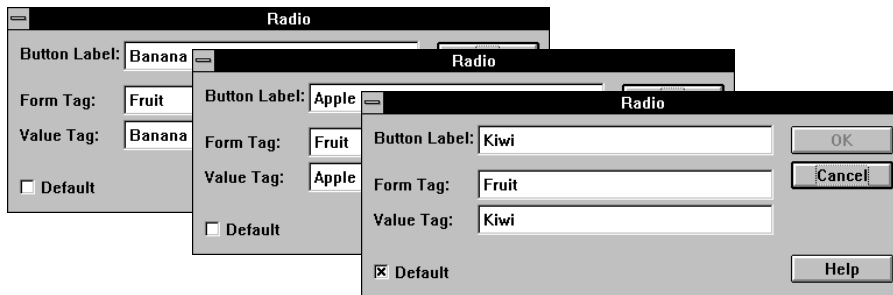 Radio
Button Label: Banana
Form Tag: Fruit
Value Tag: Banana
Default
Radio
Button Label: Apple
Form Tag: Fruit
Value Tag: Apple
Default
Radio
Button Label: Kiwi
OK
Cancel
Form Tag: Fruit
Value Tag: Kiwi
Default
Help